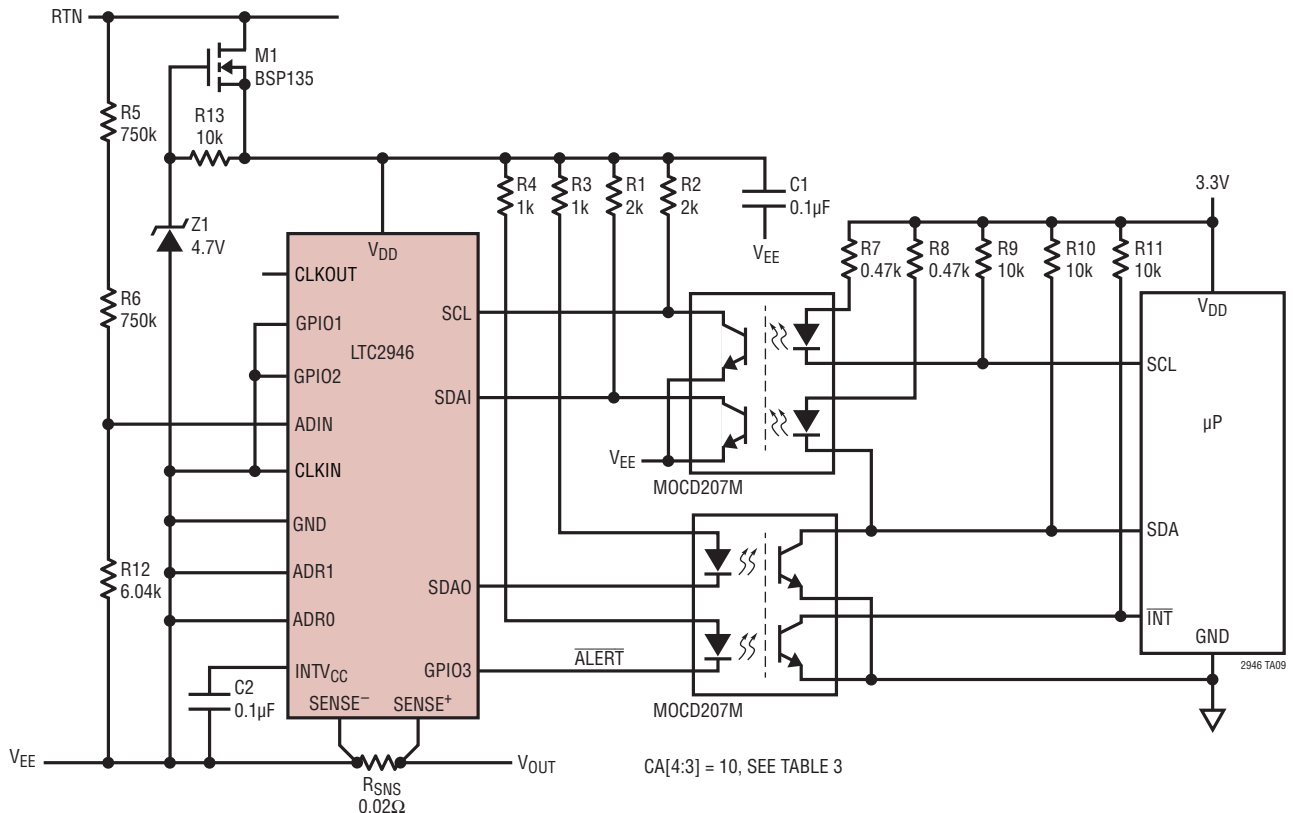 RTN
M1
BSP135
R5
750k
R13
10k
Z1
4.7V
R6
750k
R12
6.04k
VDD
CLKOUT
GPIO1
GPIO2
ADIN
CLKIN
GND
ADR1
ADR0
INTVCC
SENSE–
SENSE+
LTC2946
SCL
SDAI
SDAO
GPIO3
ALERT
C2
0.1µF
VEE
RSNS
0.02Ω
VOUT
R4
1k
R3
1k
R1
2k
R2
2k
C1
0.1µF
VEE
VEE
MOCD207M
MOCD207M
R7
0.47k
R8
0.47k
R9
10k
R10
10k
R11
10k
3.3V
VDD
SCL
µP
SDA
INT
GND
2946 TA09
CA[4:3] = 10, SEE TABLE 3